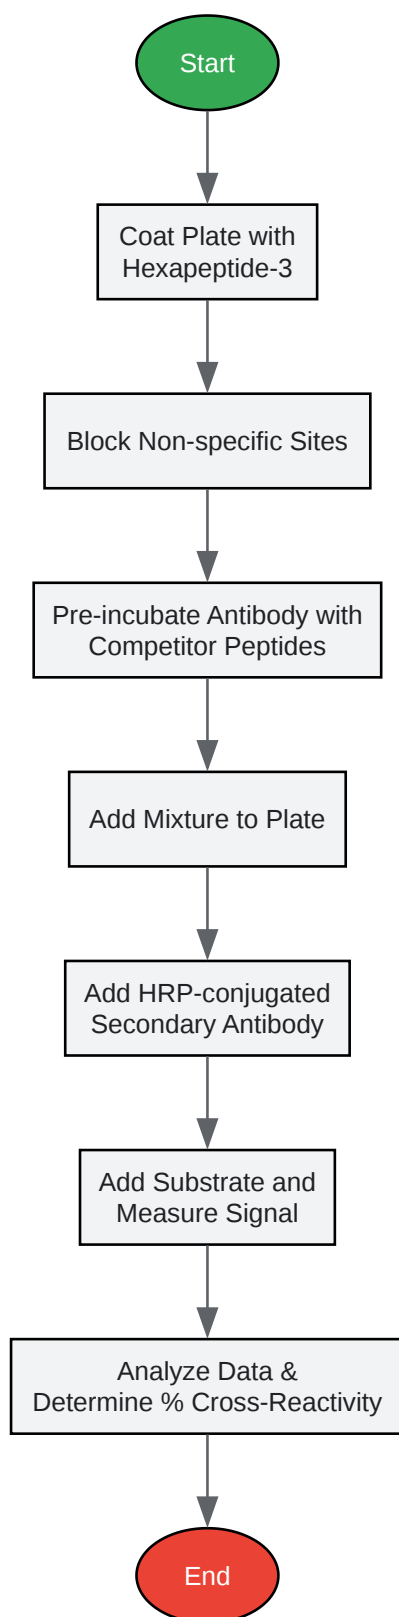 Start
Coat Plate with
Hexapeptide-3
Block Non-specific Sites
Pre-incubate Antibody with
Competitor Peptides
Add Mixture to Plate
Add HRP-conjugated
Secondary Antibody
Add Substrate and
Measure Signal
Analyze Data &
Determine % Cross-Reactivity
End